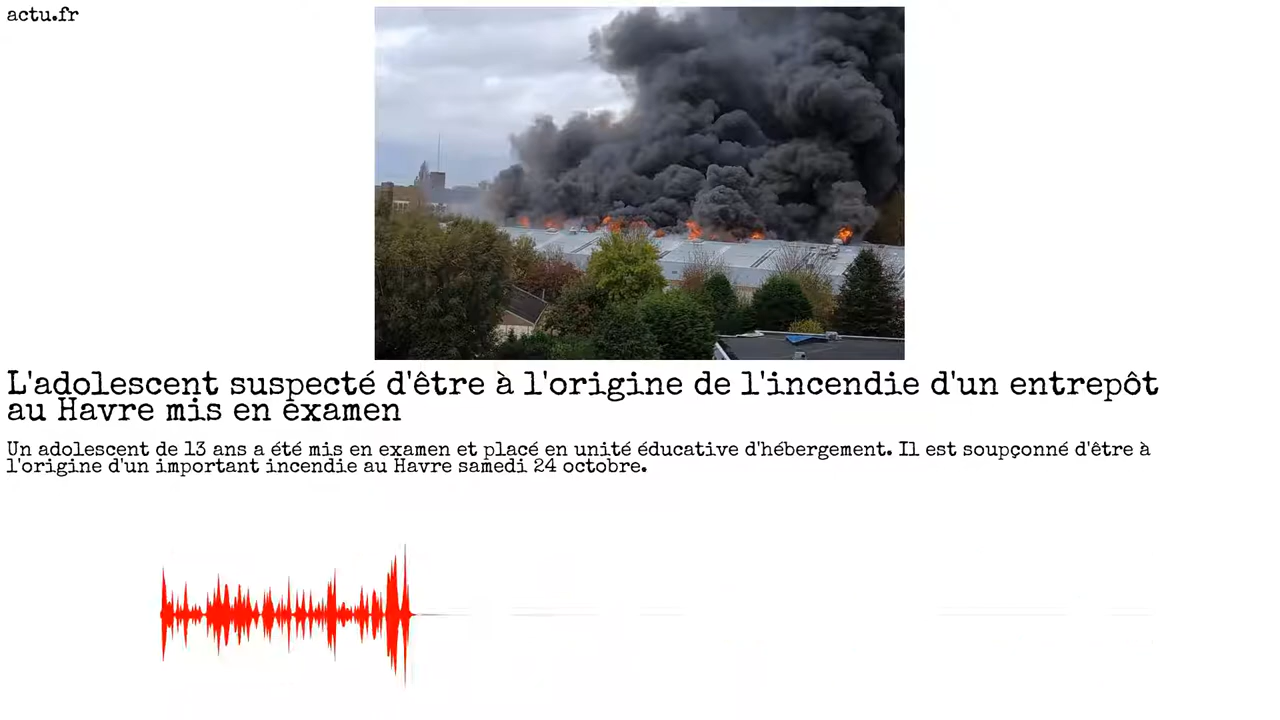 actu.fr
L'adolescent suspecté d'être à l'origine de l'incendie d'un entrepôt
au Havre mis en examen
Un adolescent de 13 ans a été mis en examen et placé en unité éducative d'hébergement. Il est soupçonné d'être à
l'origine d'un important incendie au Havre samedi 24 octobre.